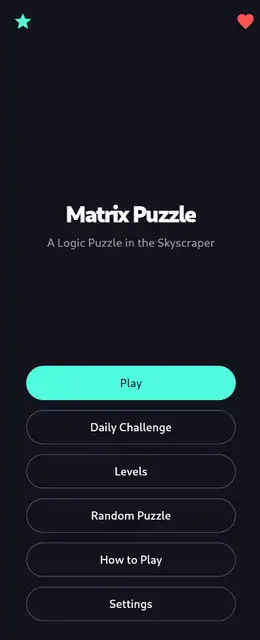 Matrix Puzzle
A Logic Puzzle in the Skyscraper
Play
Daily Challenge
Levels
Random Puzzle
How to Play
Settings